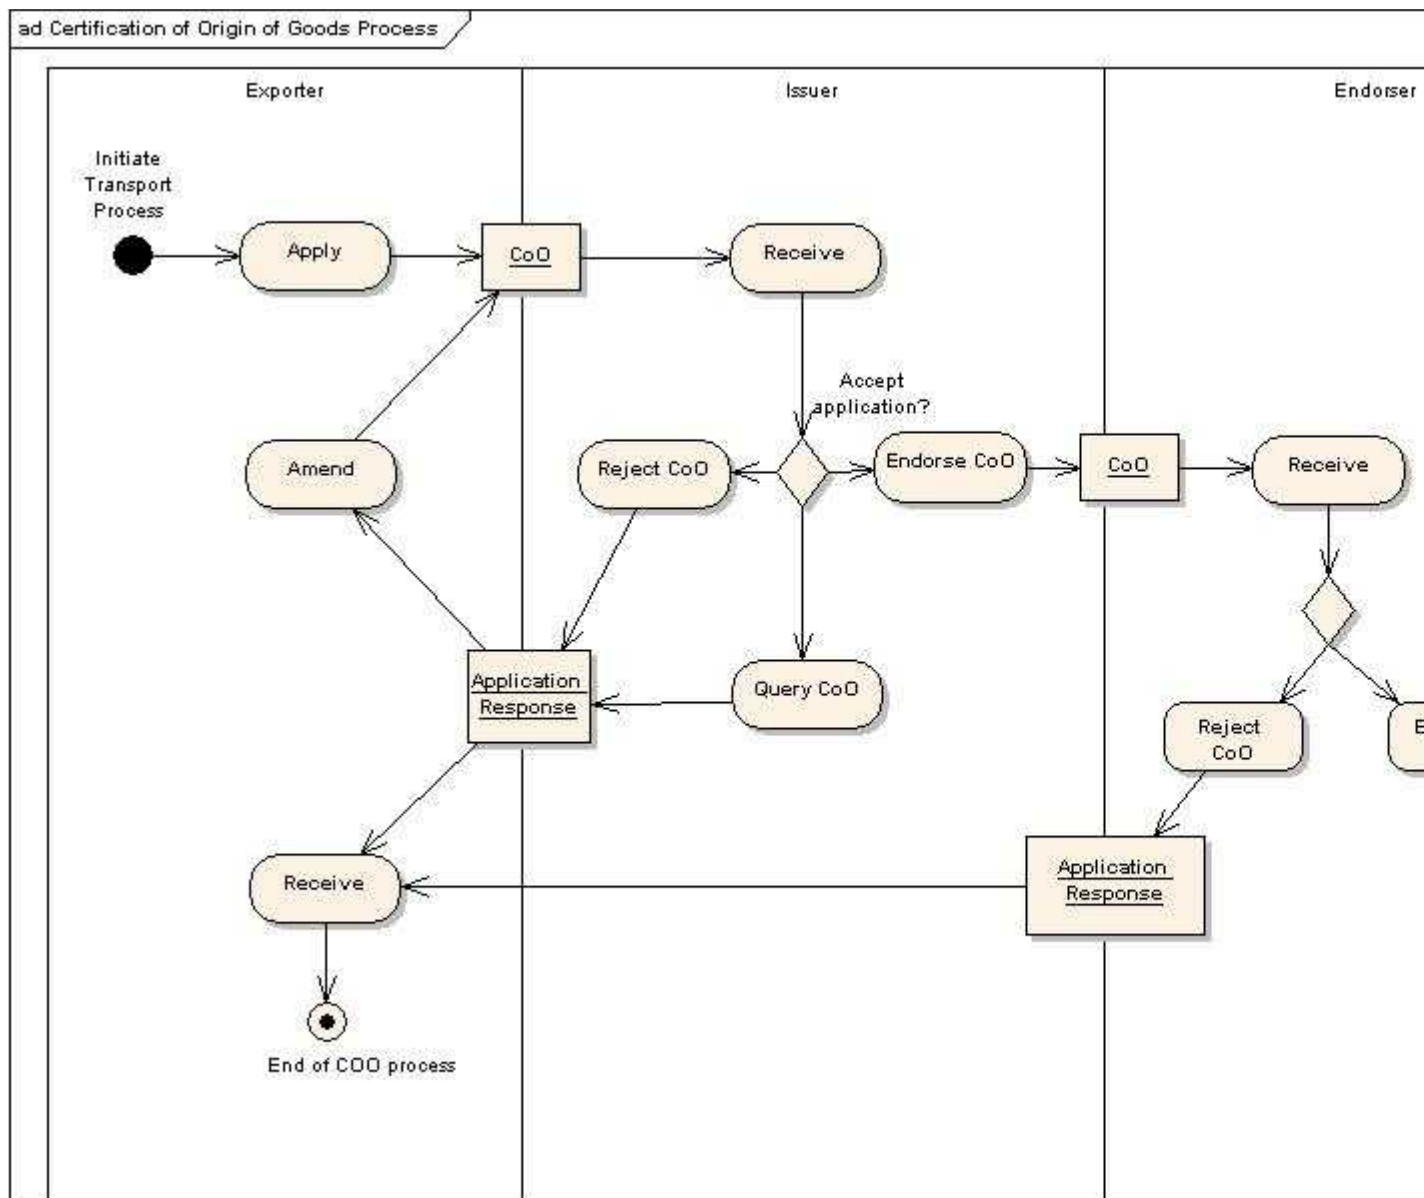 ad Certification of Origin of Goods Process
Exporter
Issuer
Endorser
Initiate
Transport
Process
Apply
CoO
Receive
Accept
application?
Amend
Reject CoO
Endorse CoO
CoO
Receive
Application
Response
Query CoO
Reject
CoO
E
Receive
Application
Response
End of COO process